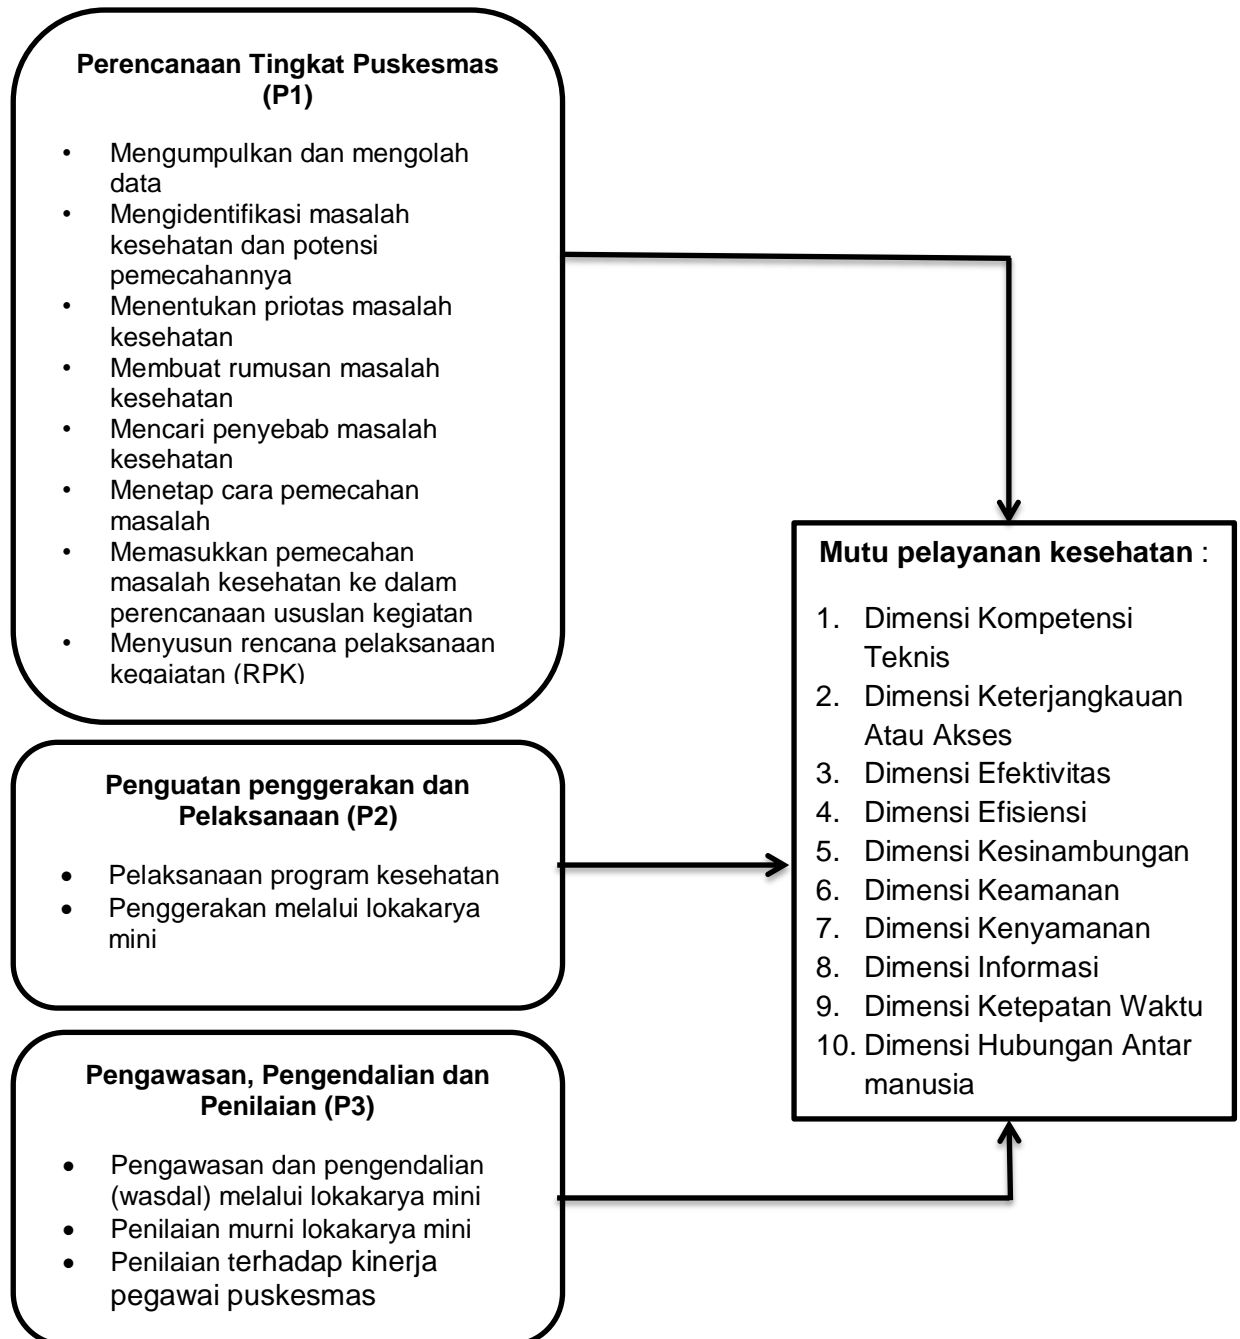 Perencanaan Tingkat Puskesmas
(P1)
• Mengumpulkan dan mengolah
data
• Mengidentifikasi masalah
kesehatan dan potensi
pemecahannya
• Menentukan priotas masalah
kesehatan
• Membuat rumusan masalah
kesehatan
• Mencari penyebab masalah
kesehatan
• Menetap cara pemecahan
masalah
• Memasukkan pemecahan
masalah kesehatan ke dalam
perencanaan ususlan kegiatan
• Menyusun rencana pelaksanaan
kegaiatan (RPK)
Penguatan penggerakan dan
Pelaksanaan (P2)
• Pelaksanaan program kesehatan
• Penggerakan melalui lokakarya
mini
Pengawasan, Pengendalian dan
Penilaian (P3)
• Pengawasan dan pengendalian
(wasdal) melalui lokakarya mini
• Penilaian murni lokakarya mini
• Penilaian terhadap kinerja
pegawai puskesmas
Mutu pelayanan kesehatan :
1. Dimensi Kompetensi
Teknis
2. Dimensi Keterjangkauan
Atau Akses
3. Dimensi Efektivitas
4. Dimensi Efisiensi
5. Dimensi Kesinambungan
6. Dimensi Keamanan
7. Dimensi Kenyamanan
8. Dimensi Informasi
9. Dimensi Ketepatan Waktu
10. Dimensi Hubungan Antar
manusia